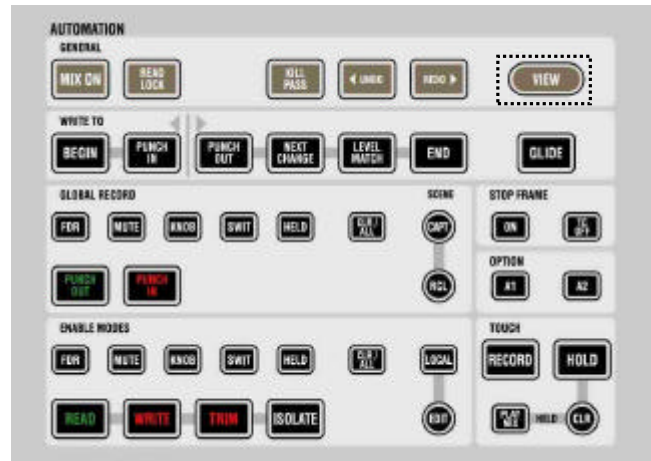 AUTOMATION
GENERAL
MIX ON
READ LOCK
KILL PASS
UNDO
REDO
VIEW
WRITE TO
BEGIN
PUNCH IN
PUNCH OUT
NEXT CHANGE
LEVEL MATCH
END
GLIDE
GLOBAL RECORD
SCENE
STOP FRAME
FDR
MUTE
KNOB
SWIT
HELD
CLR/ ALL
CAPT
ON
TC OFF
OPTION
PUNCH OUT
PUNCH IN
RCL
A1
A2
ENABLE MODES
TOUCH
FDR
MUTE
KNOB
SWIT
HELD
CLR/ ALL
LOCAL
RECORD
HOLD
READ
WRITE
TRIM
ISOLATE
EDIT
PLAY MIX
HELD
CLR